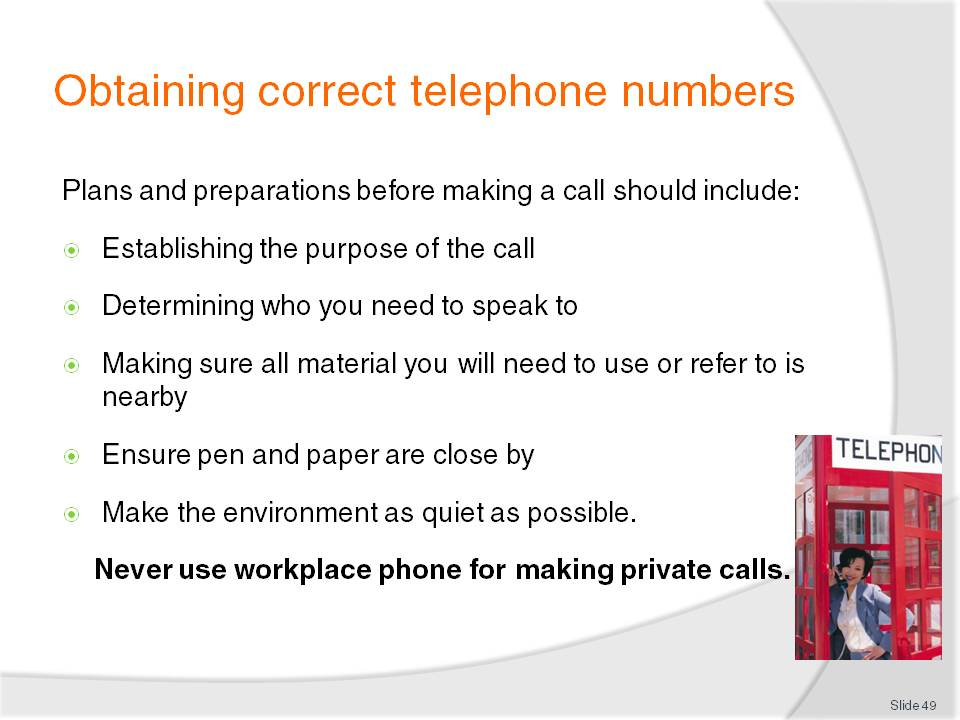 Obtaining correct telephone numbers
Plans and preparations before making a call should include:
Establishing the purpose of the call
Determining who you need to speak to
Making sure all material you will need to use or refer to is
nearby
Ensure pen and paper are close by
TELEPHON
Make the environment as quiet as possible.
Never use workplace phone for making private calls.
Slide 49